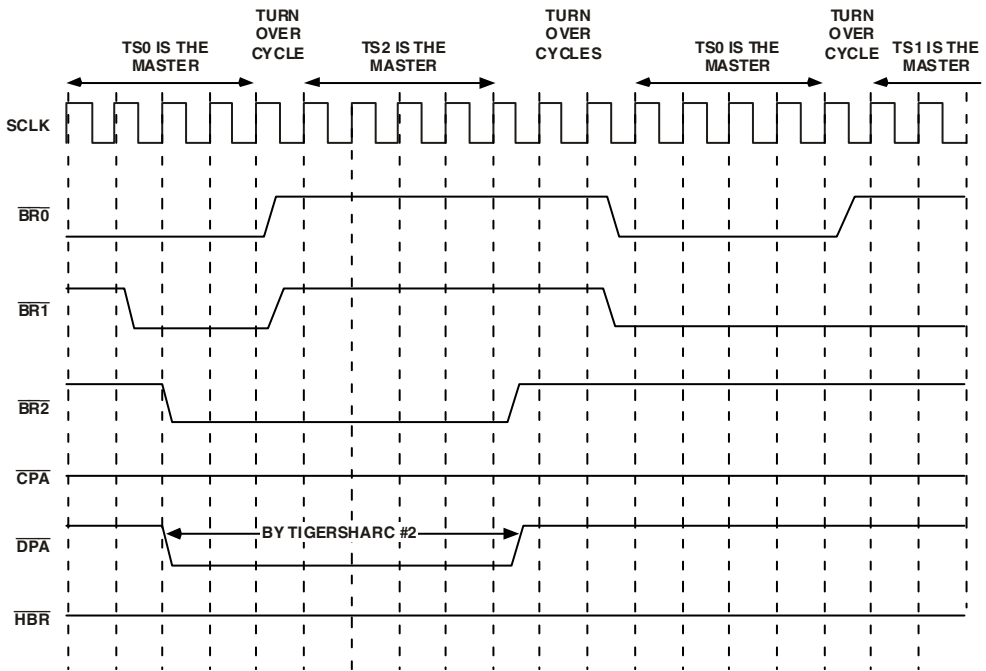 TURN
OVER
CYCLE
TS0 IS THE
MASTER
TS2 IS THE
MASTER
TURN
OVER
CYCLES
TS0 IS THE
MASTER
TURN
OVER
CYCLE
TS1 IS THE
MASTER
SCLK
BR0
BR1
BR2
CPA
DPA
BY TIGERSHARC #2
HBR